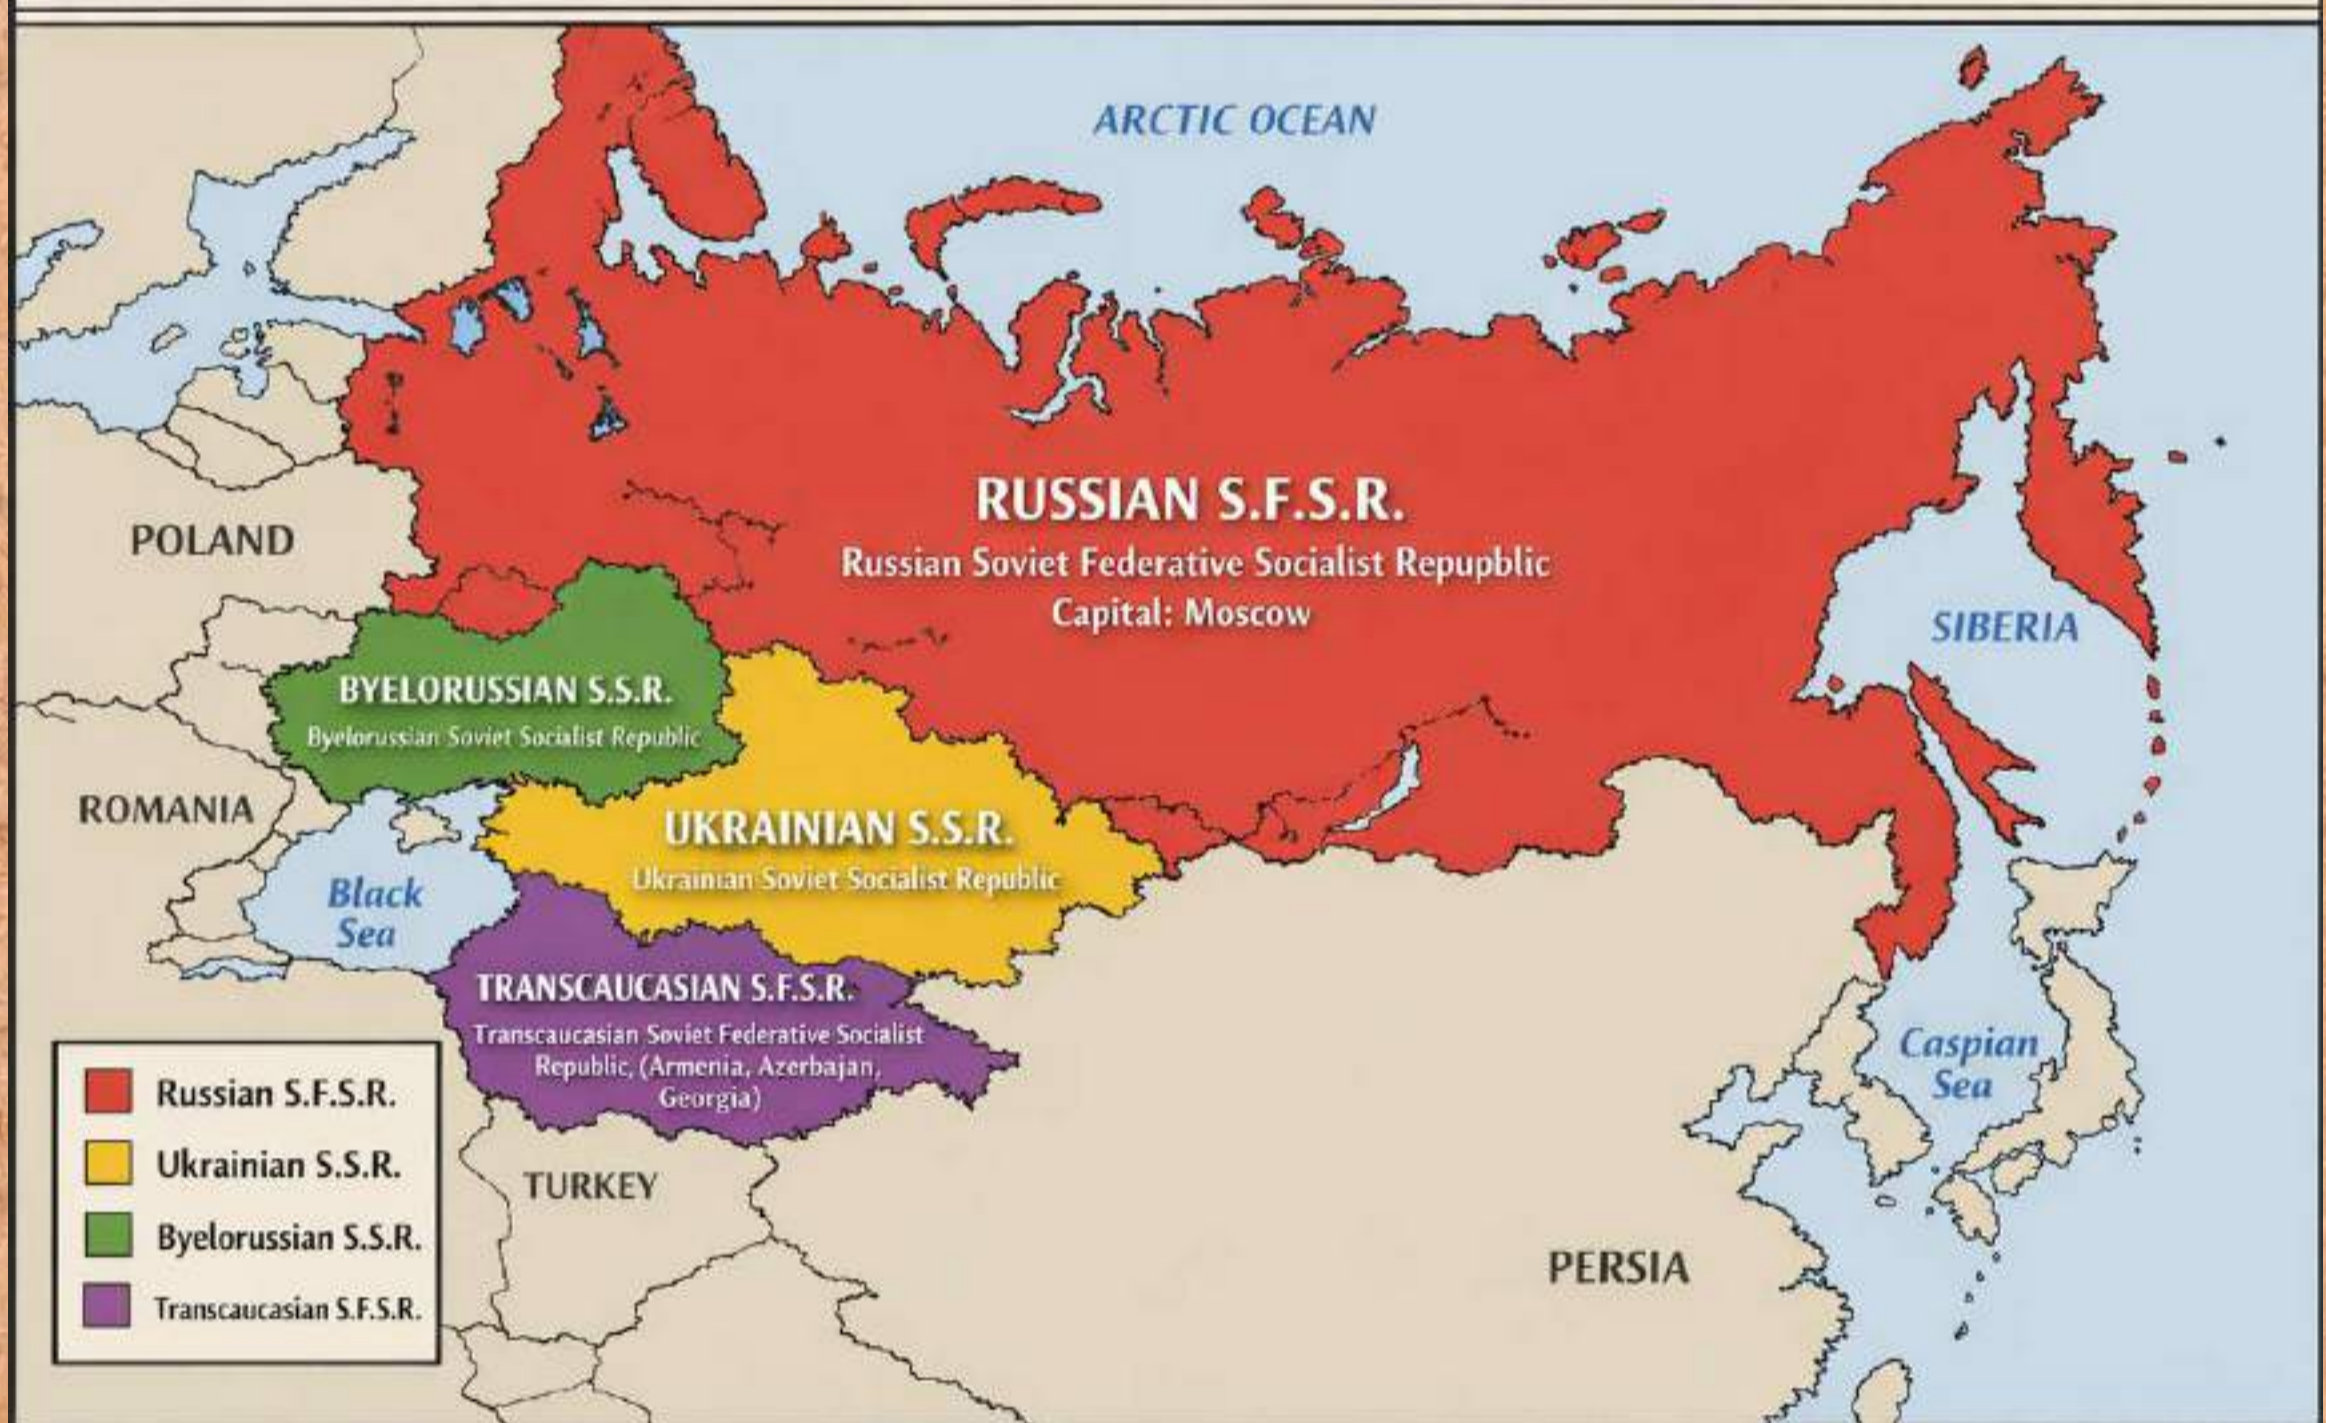 ARCTIC OCEAN
RUSSIAN S.F.S.R.
Russian Soviet Federative Socialist Repupblic
Capital: Moscow
POLAND
SIBERIA
BYELORUSSIAN S.S.R.
Byelorussian Soviet Socialist Republic
ROMANIA
UKRAINIAN S.S.R.
Ukrainian Soviet Socialist Republic
Black
Sea
TRANSCAUCASIAN S.F.S.R.
Transcaucasian Soviet Federative Socialist
Republic, (Armenia, Azerbajan,
Georgia)
Caspian
Sea
TURKEY
PERSIA
Russian S.F.S.R.
Ukrainian S.S.R.
Byelorussian S.S.R.
Transcaucasian S.F.S.R.